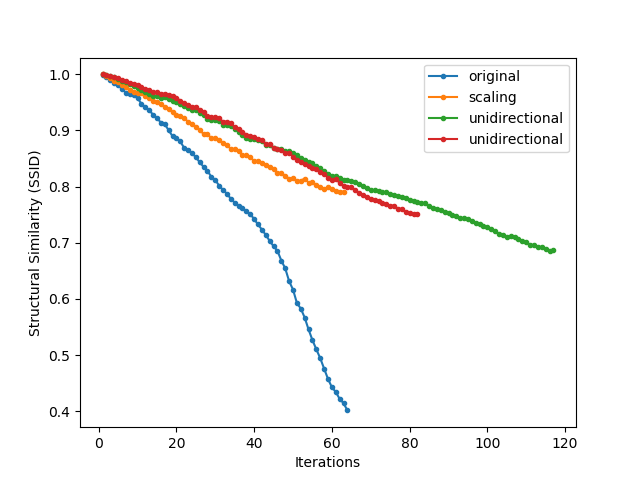 original
scaling
unidirectional
unidirectional
Structural Similarity (SSID)
1.0
0.9
0.8
0.7
0.6
0.5
0.4
0 20 40 60 80 100 120
Iterations